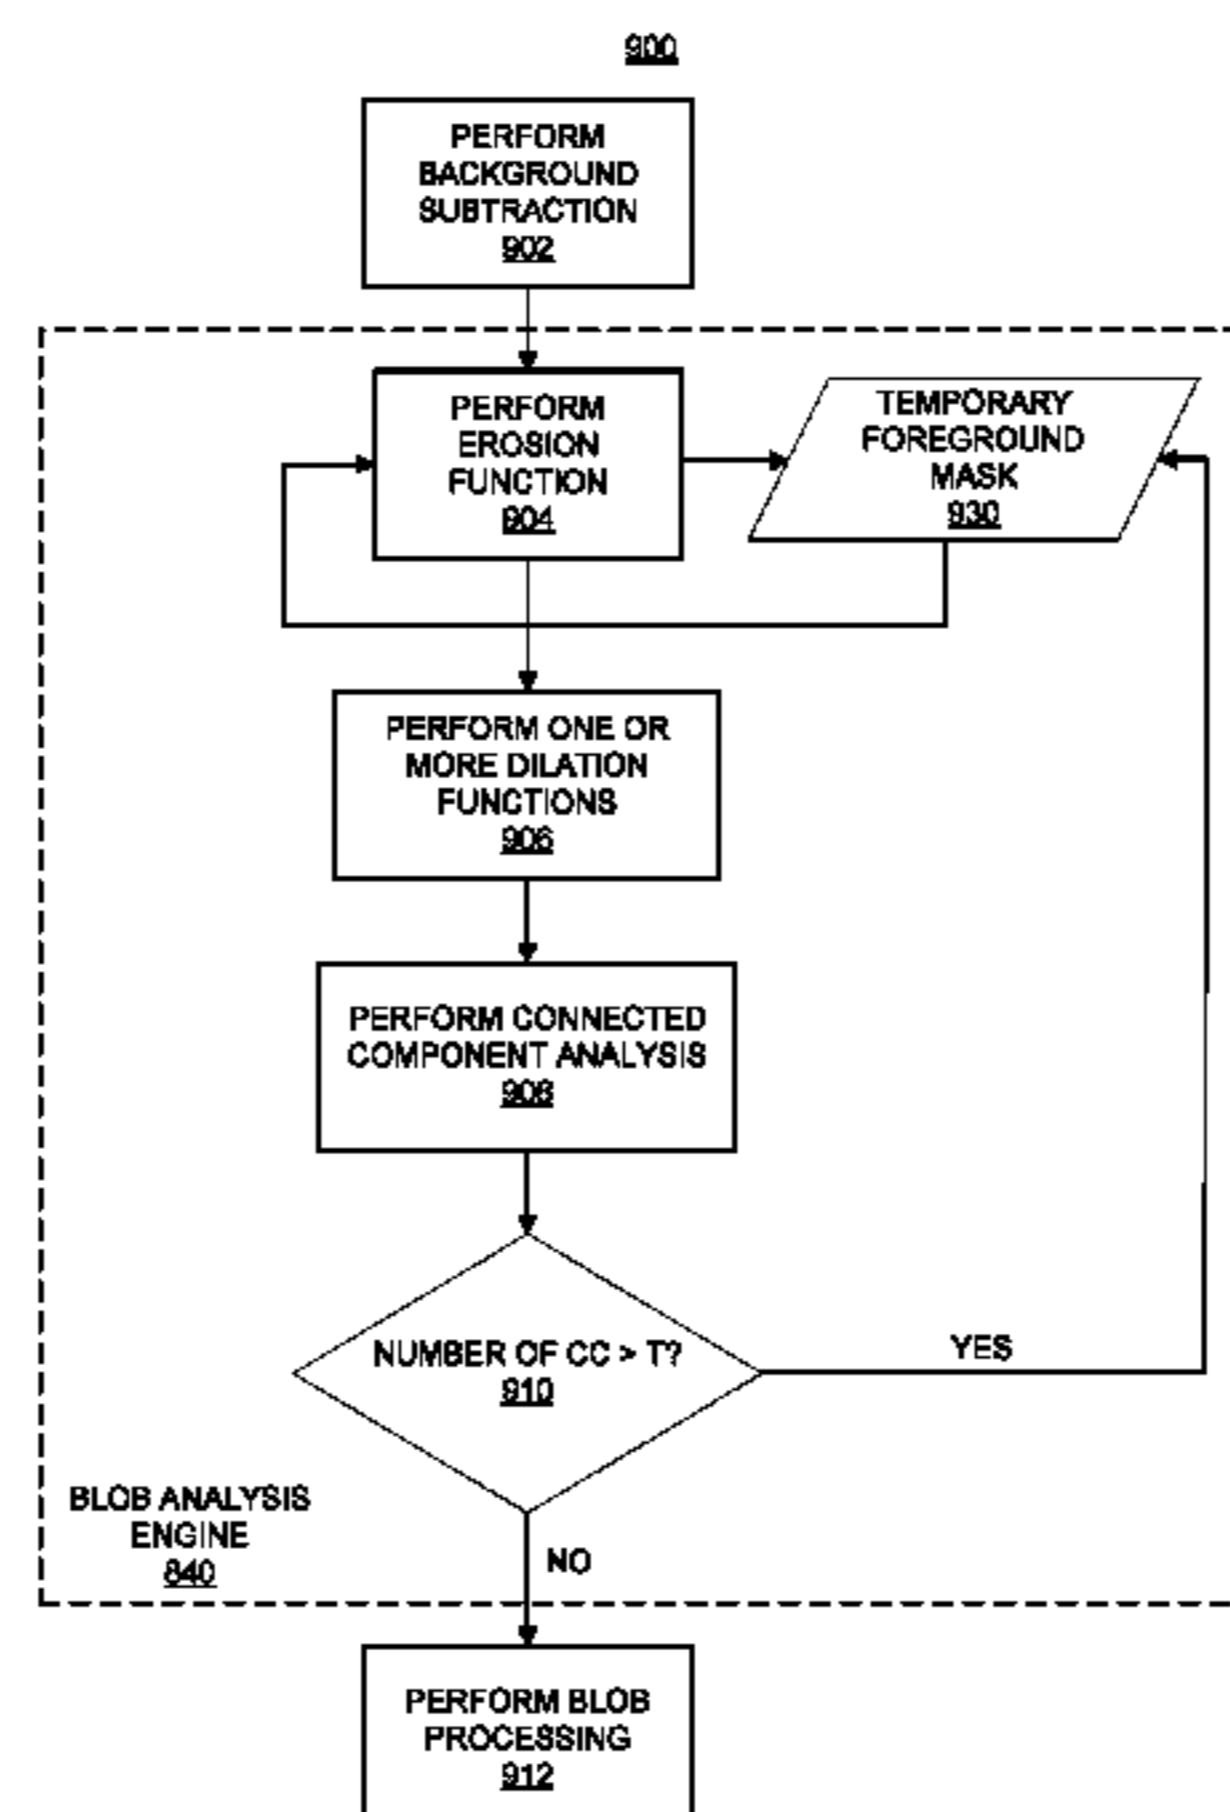 900
PERFORM
BACKGROUND
SUBTRACTION
902
PERFORM
EROSION
FUNCTION
904
TEMPORARY
FOREGROUND
MASK
930
PERFORM ONE OR
MORE DILATION
FUNCTIONS
906
PERFORM CONNECTED
COMPONENT ANALYSIS
908
NUMBER OF CC > T?
910
YES
BLOB ANALYSIS
ENGINE
840
NO
PERFORM BLOB
PROCESSING
912